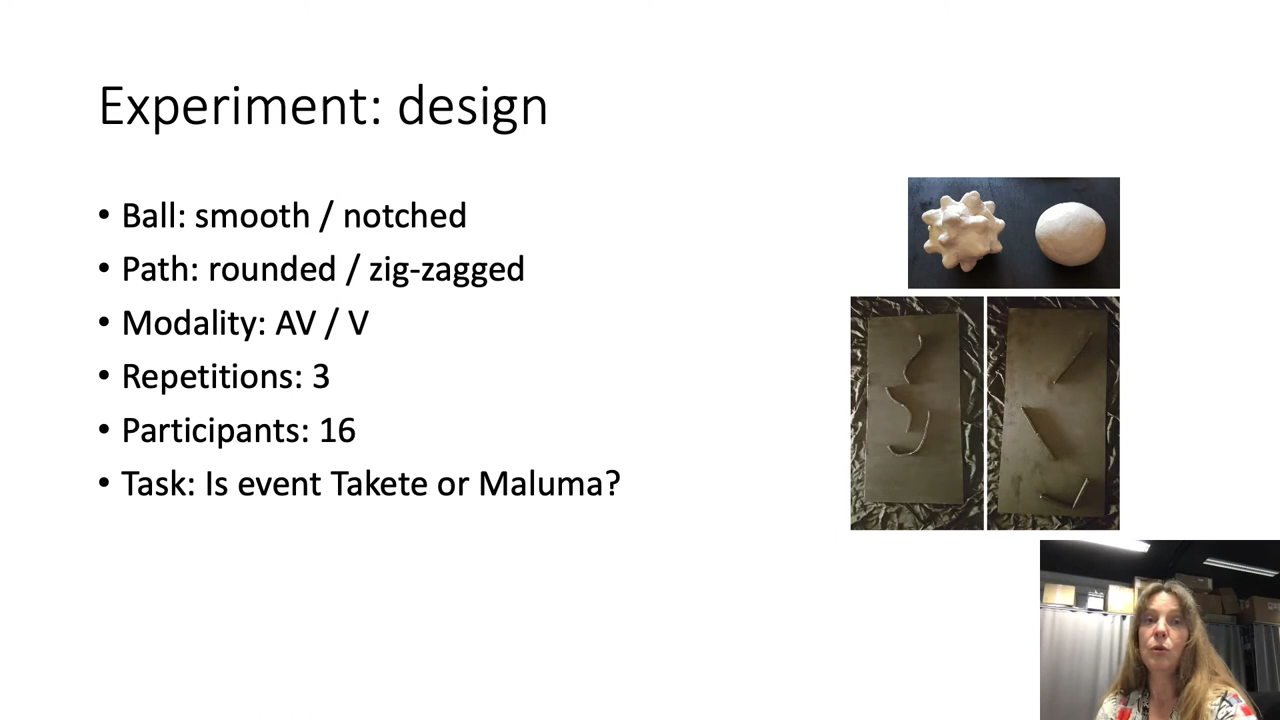 Experiment: design
• Ball: smooth / notched
• Path: rounded / zig-zagged
• Modality: AV / V
• Repetitions: 3
• Participants: 16
• Task: Is event Takete or Maluma?